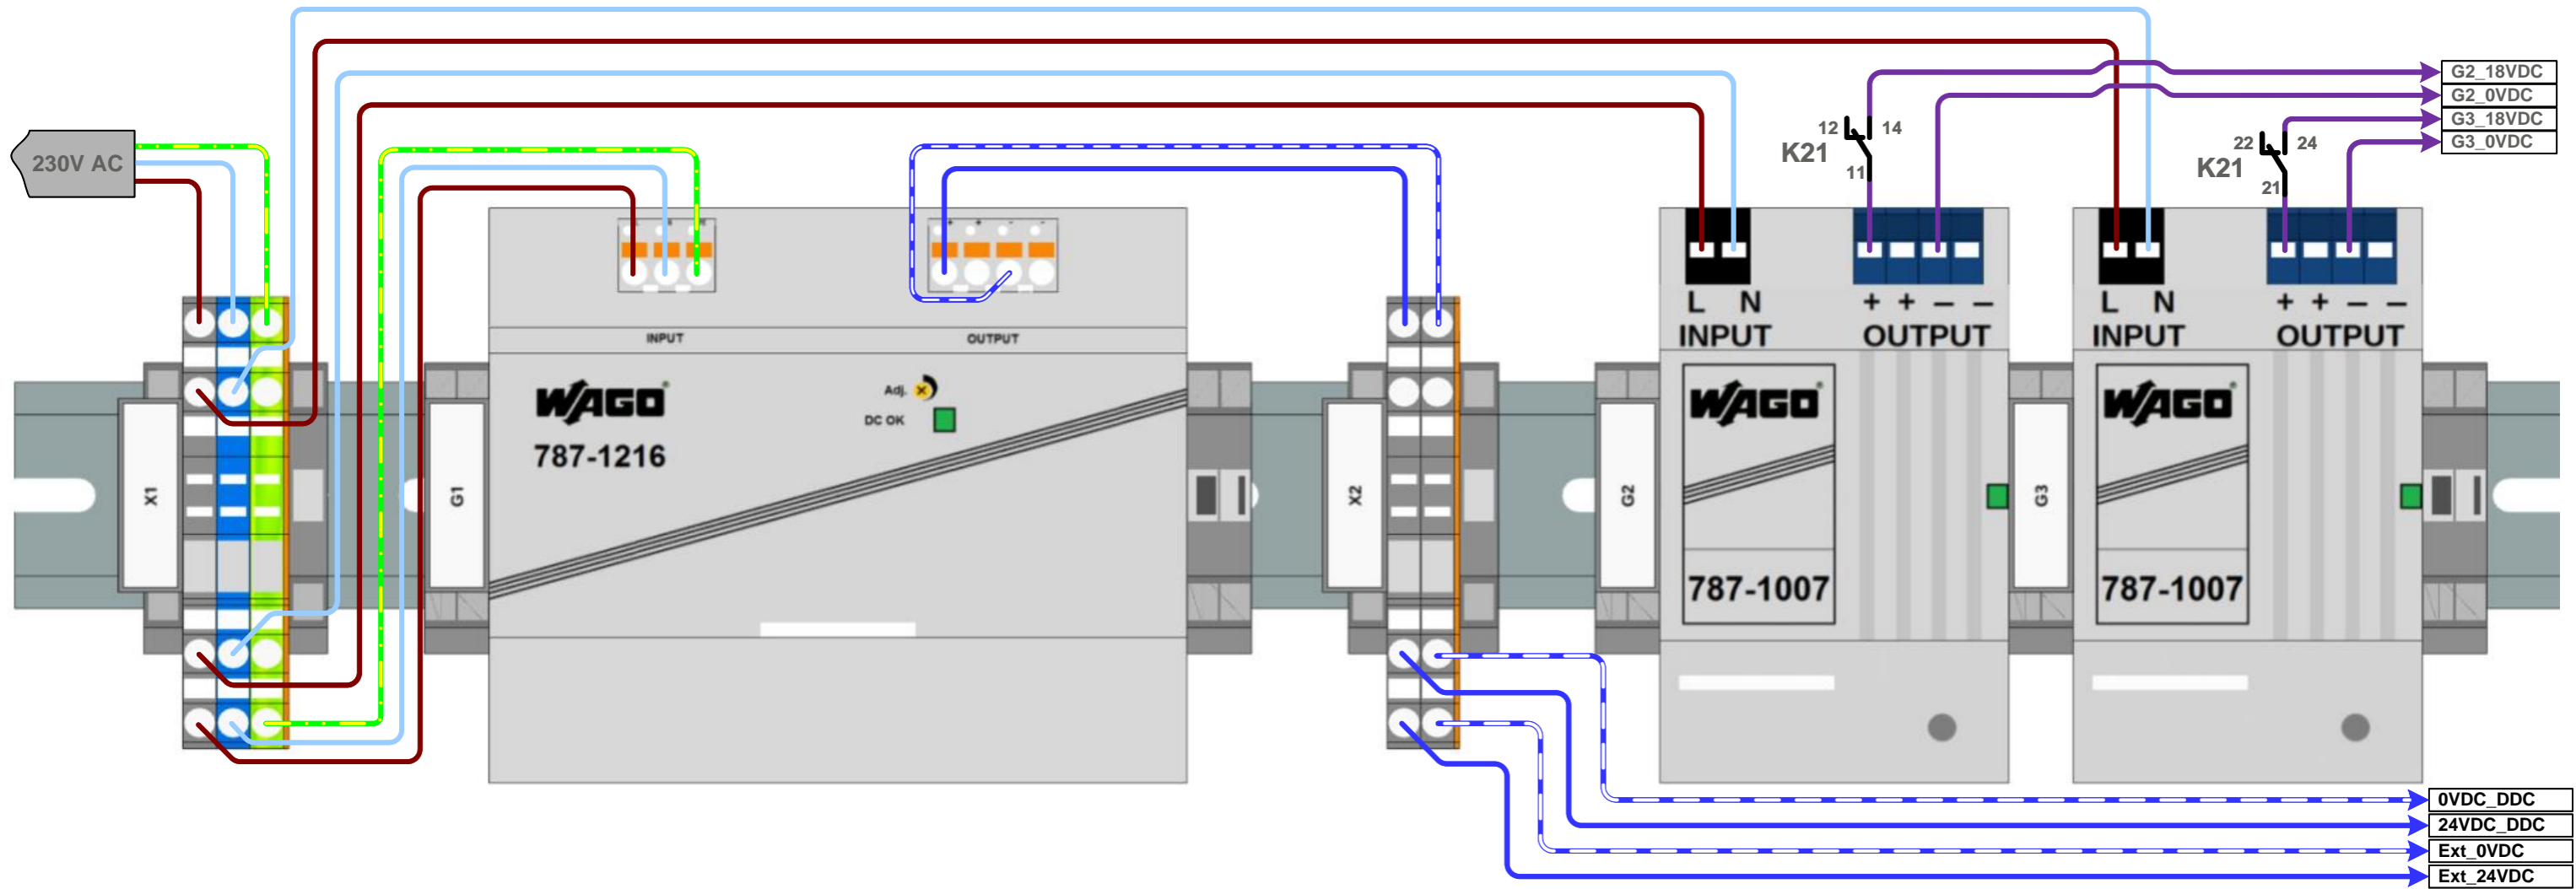 G2_18VDC
G2_0VDC
G3_18VDC
G3_0VDC
230V AC
12
14
K21
11
22
24
K21
21
INPUT
OUTPUT
L N
+ + – –
INPUT
OUTPUT
L N
+ + – –
INPUT
OUTPUT
X1
G1
WAGO®
787-1216
Adj.
DC OK
X2
G2
WAGO®
787-1007
G3
WAGO®
787-1007
0VDC_DDC
24VDC_DDC
Ext_0VDC
Ext_24VDC